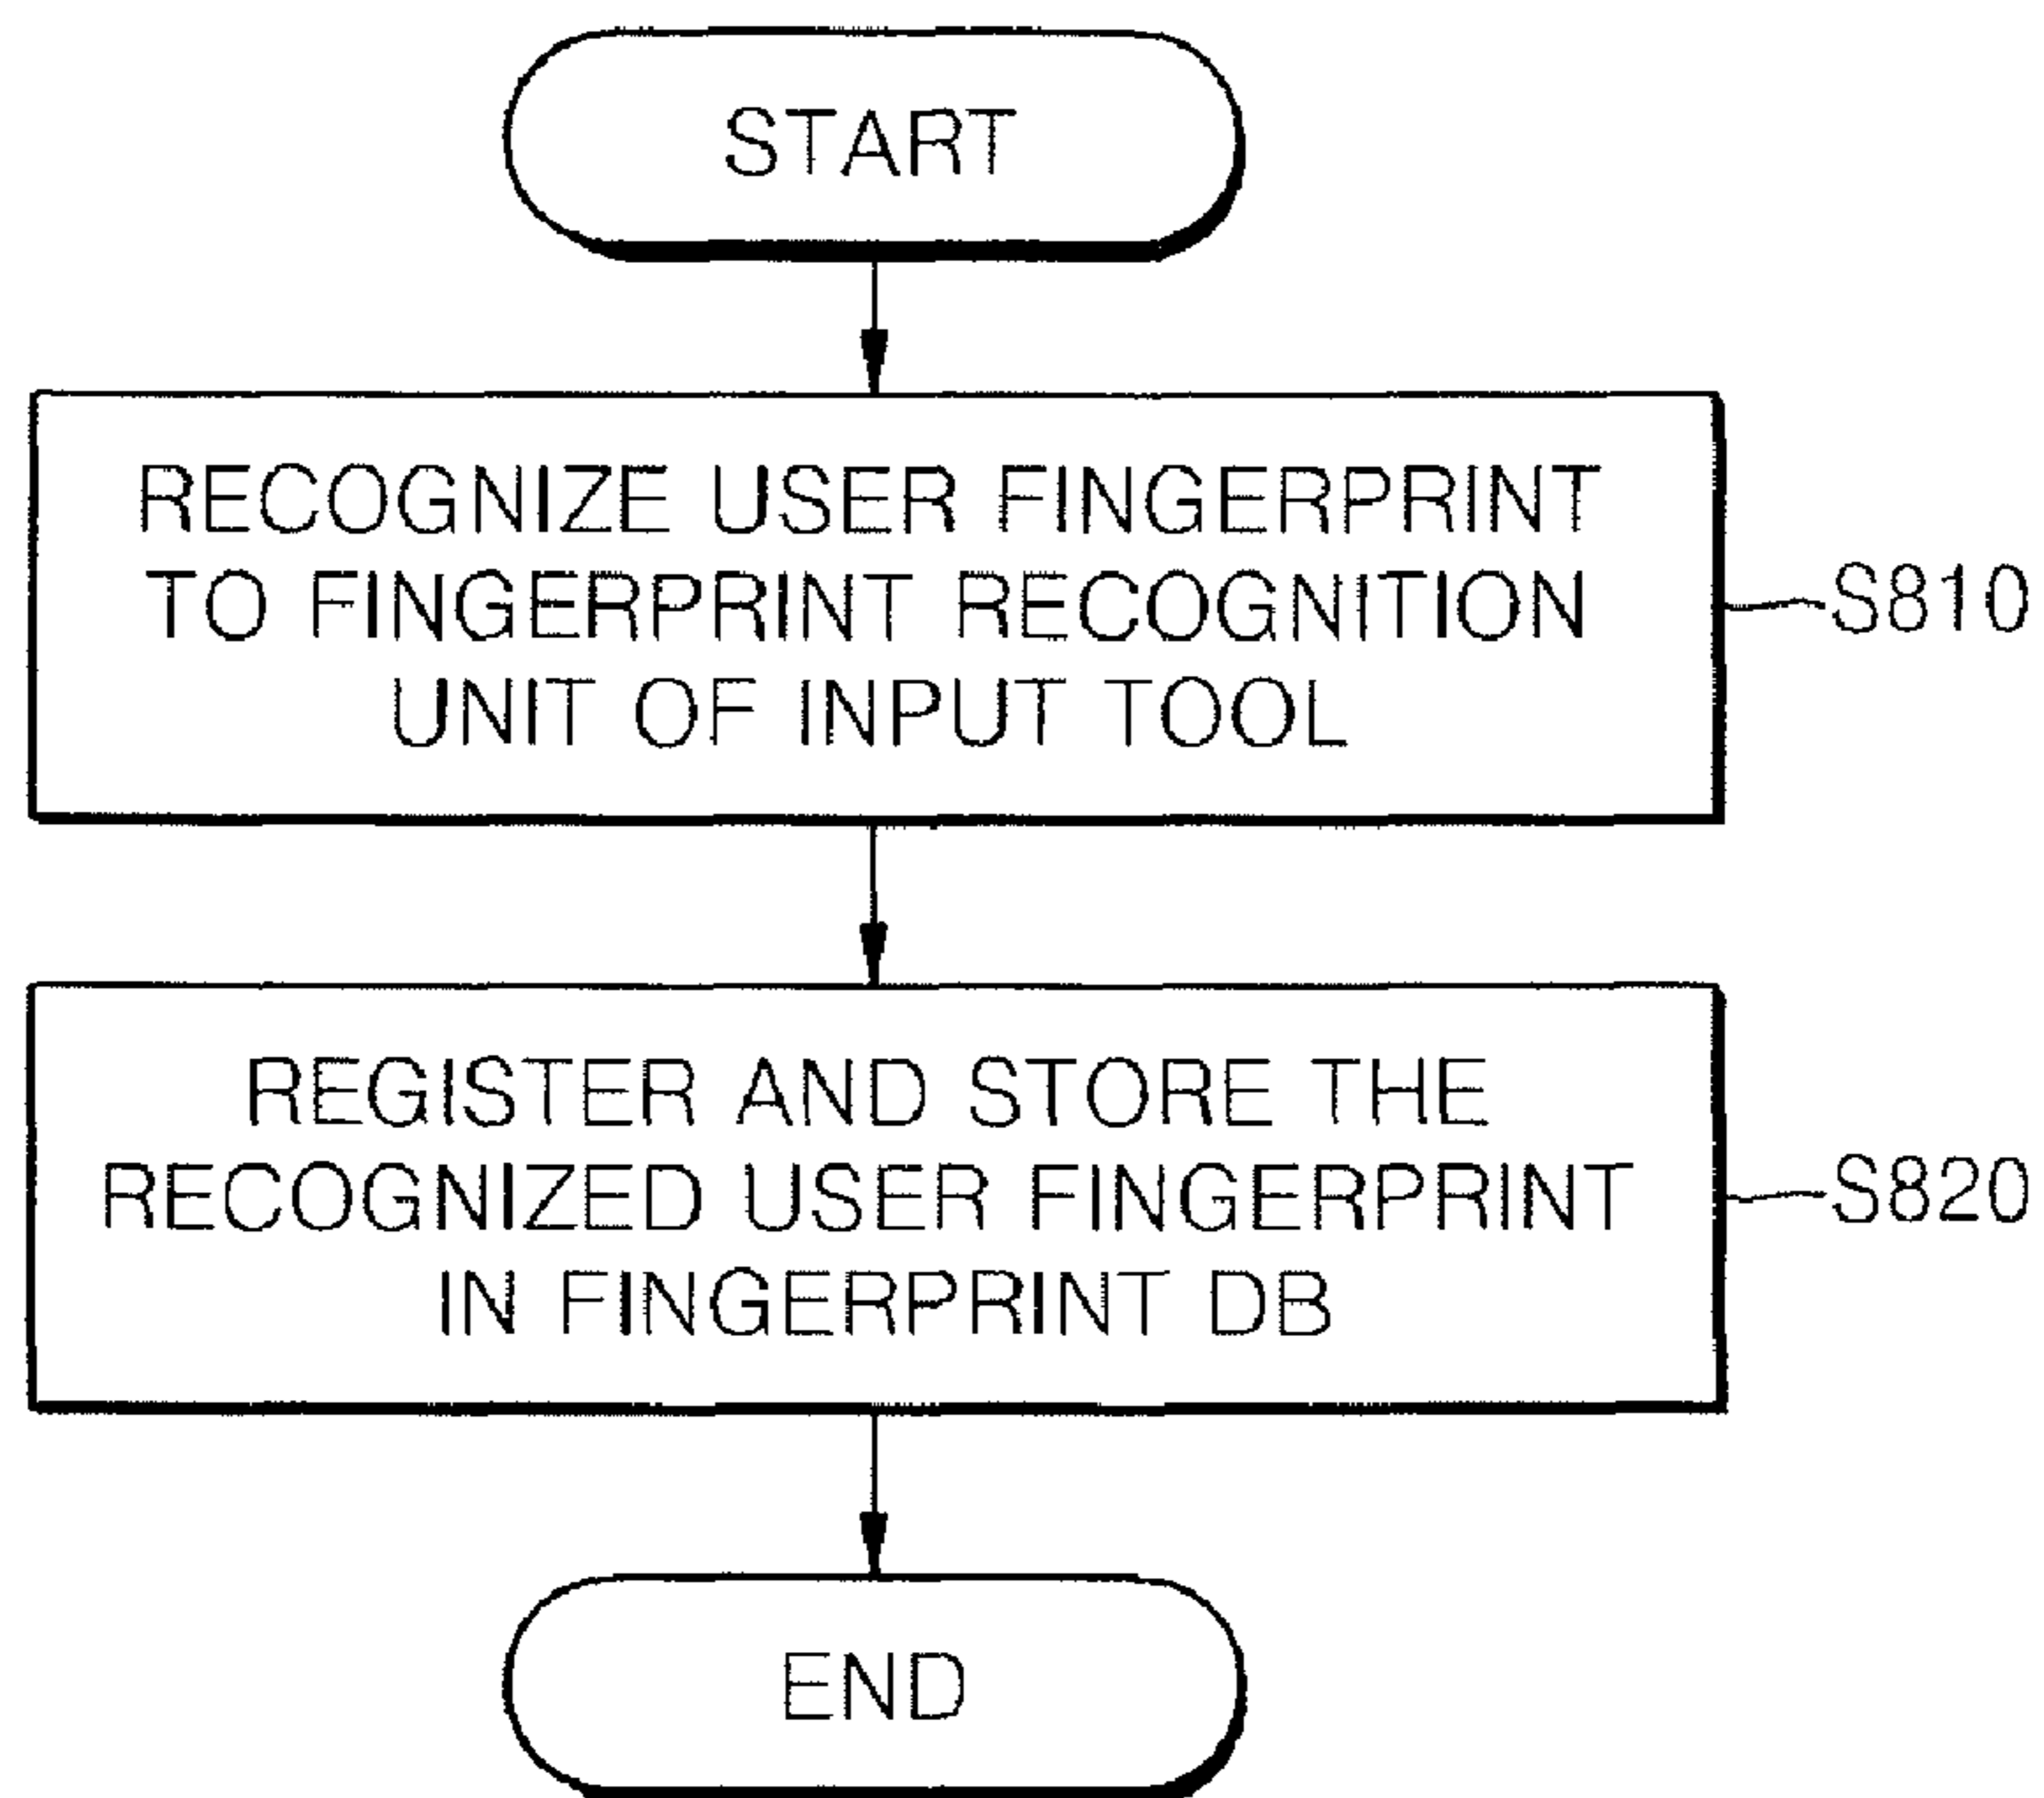 START
RECOGNIZE USER FINGERPRINT
TO FINGERPRINT RECOGNITION
UNIT OF INPUT TOOL
S810
REGISTER AND STORE THE
RECOGNIZED USER FINGERPRINT
IN FINGERPRINT DB
S820
END